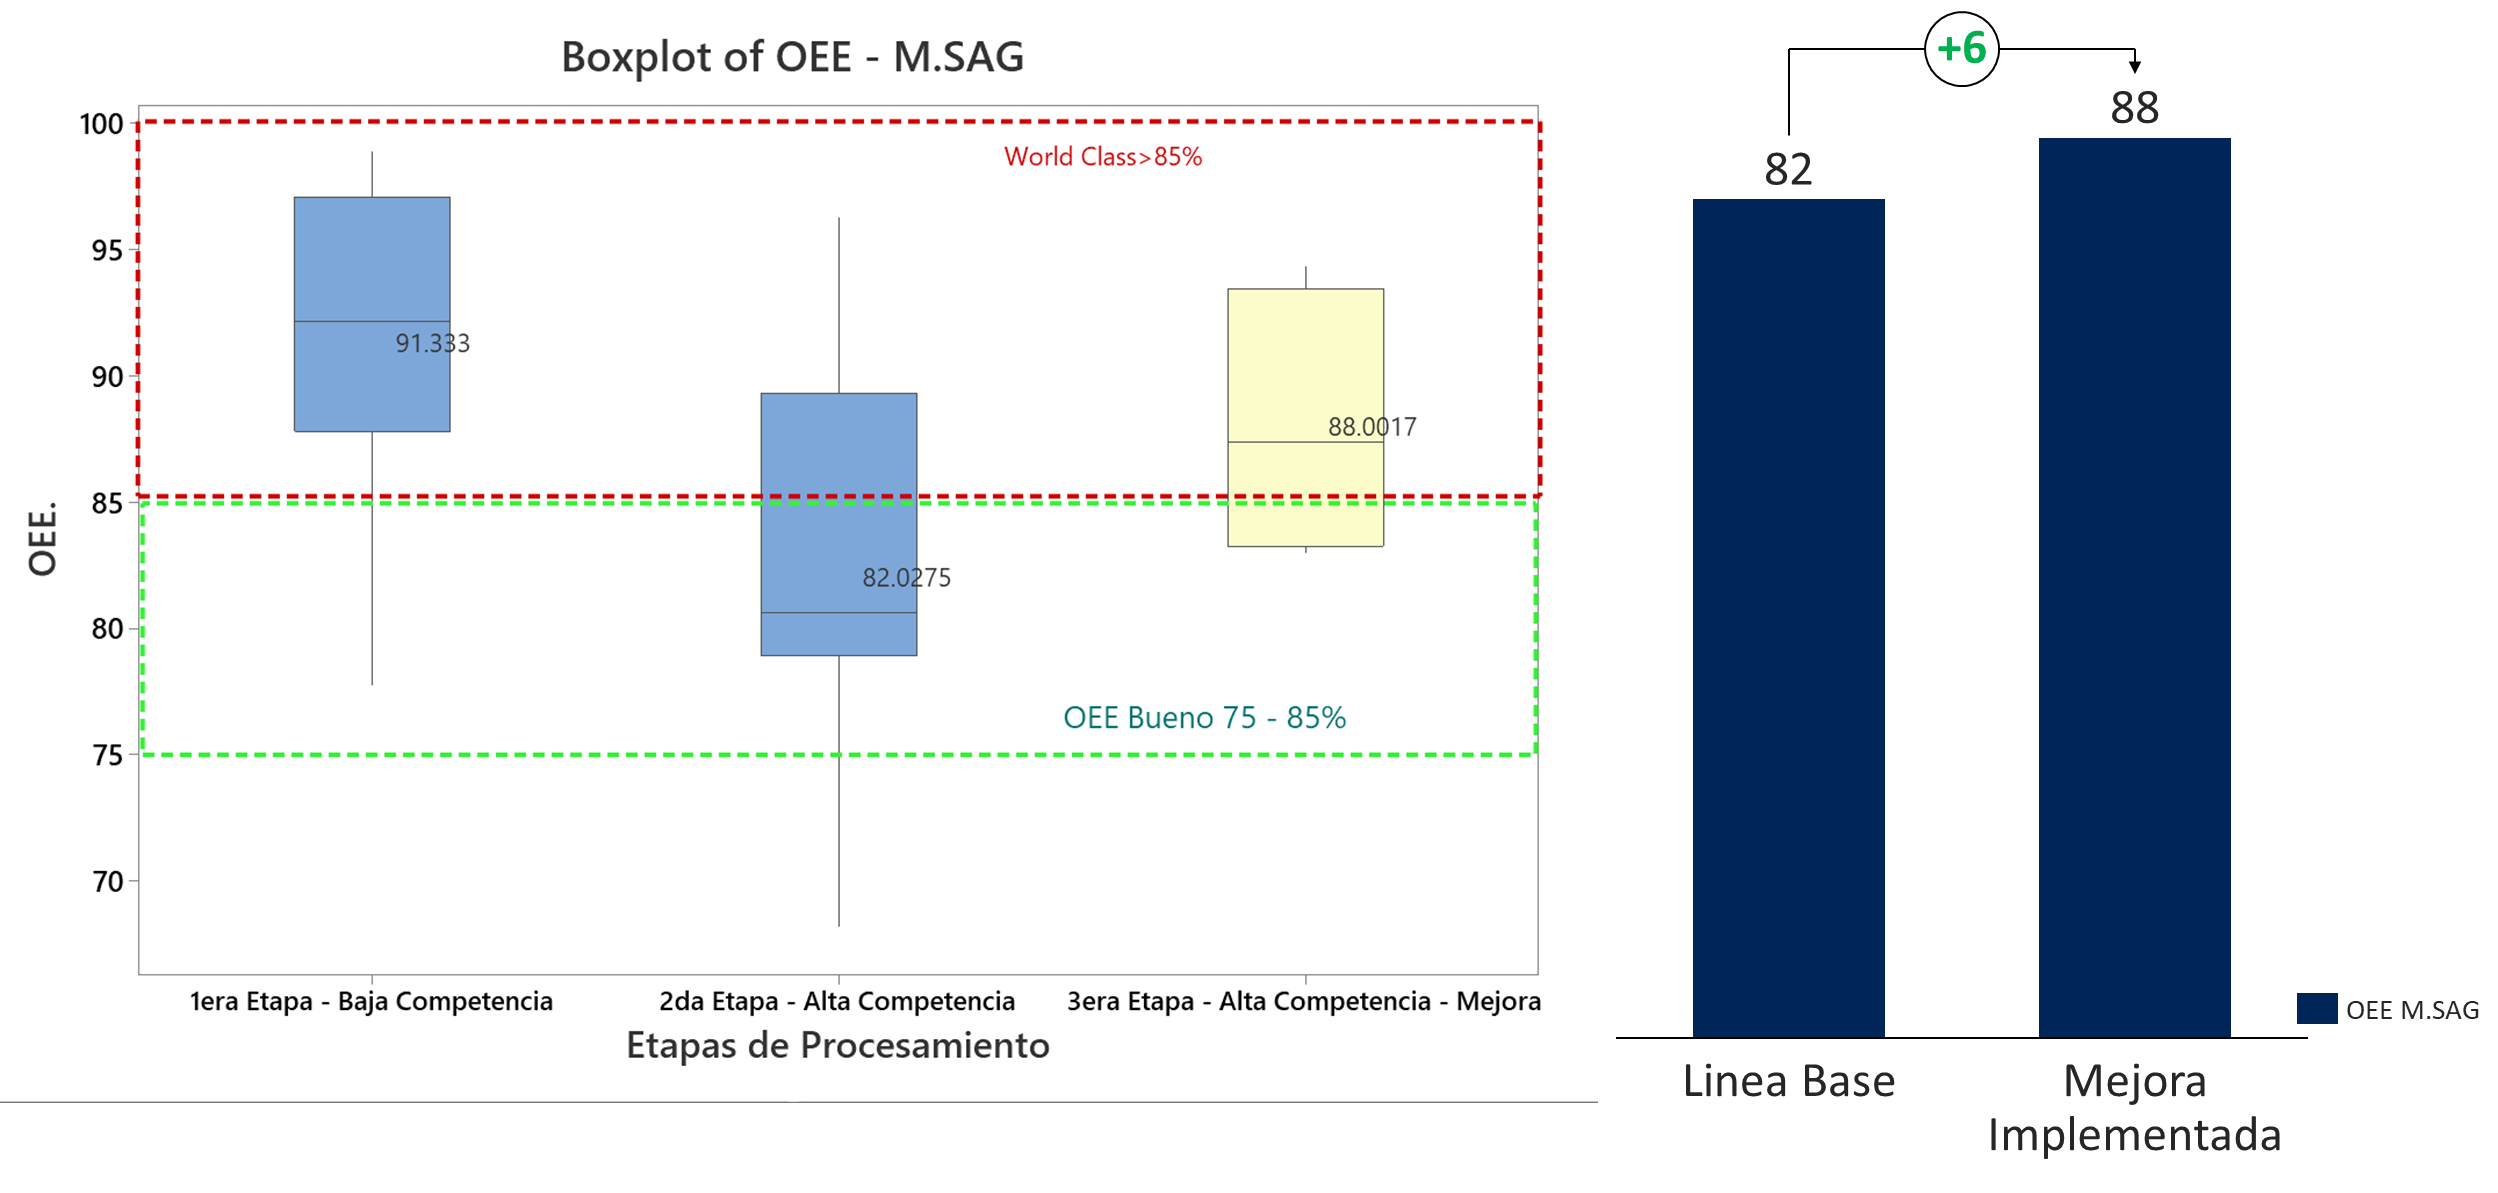 Boxplot of OEE - M.SAG
100
95
90
85
80
75
70
OEE.
World Class>85%
91.333
88.0017
82.0275
OEE Bueno 75 - 85%
1era Etapa - Baja Competencia
2da Etapa - Alta Competencia
3era Etapa - Alta Competencia - Mejora
Etapas de Procesamiento
+6
82
88
Linea Base
Mejora
Implementada
OEE M.SAG